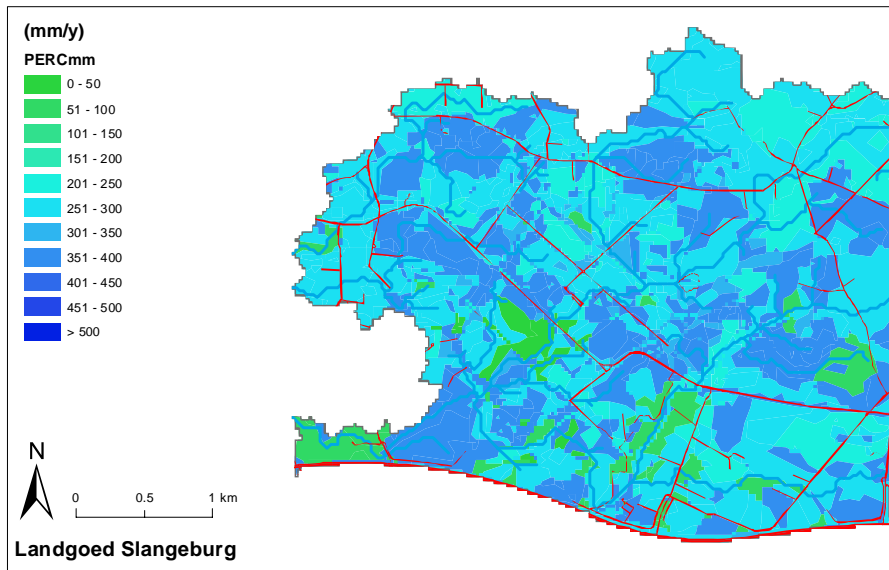 (mm/y)
PERCmm
0 - 50
51 - 100
101 - 150
151 - 200
201 - 250
251 - 300
301 - 350
351 - 400
401 - 450
451 - 500
> 500
N
0 0.5 1 km
Landgoed Slangeburg